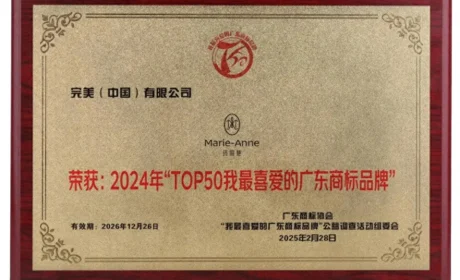 完美（中国）有限公司
Marie-Anne
荣获：2024年“TOP50我最喜爱的广东商标品牌”
广东商标协会
有效期：2026年12月26日
“我最喜爱的广东商标品牌”公益调查活动组委会
2025年2月28日